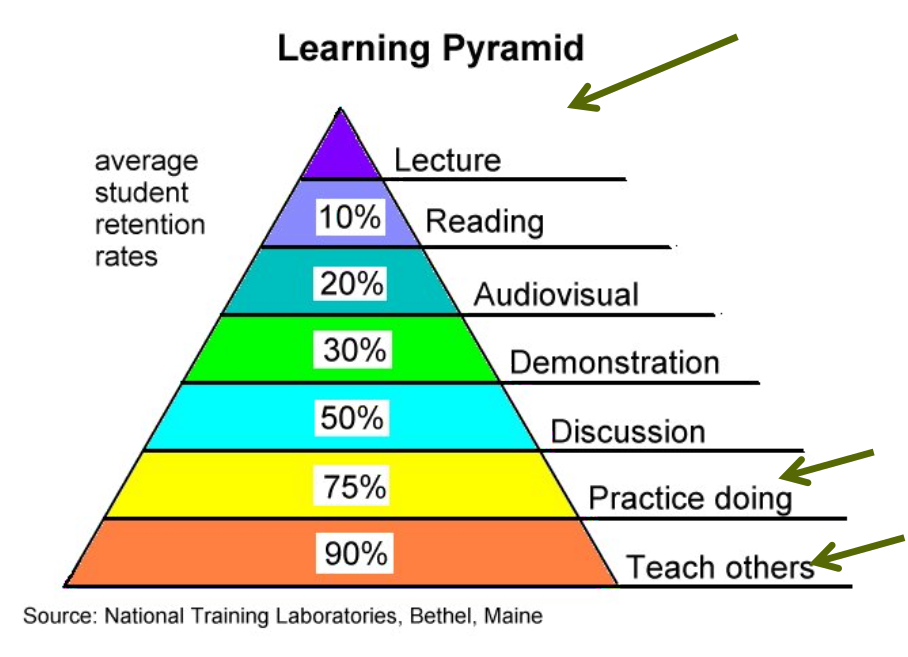 Learning Pyramid
average
student
retention
rates
Lecture
10%
Reading
20%
Audiovisual
30%
Demonstration
50%
Discussion
75%
Practice doing
90%
Teach others
Source: National Training Laboratories, Bethel, Maine